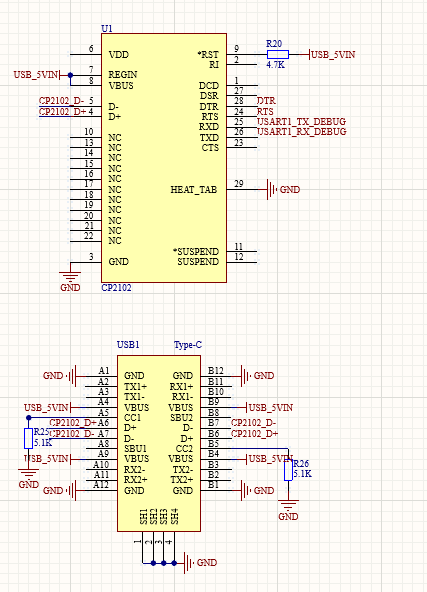 U1
6 VDD *RST 9 R20 USB_5VIN
RI 2 4.7K
USB_5VIN 7 REGIN
8 VBUS DCD 1
DSR 27
CP2102_D- 5 D- DTR 28 DTR
CP2102_D+ 4 D+ RTS 24 RTS
RXD 25 USART1_TX_DEBUG
10 NC TXD 26 USART1_RX_DEBUG
13 NC CTS 23
14 NC
15 NC
16 NC
17 NC HEAT_TAB 29 GND
18 NC
19 NC
20 NC
21 NC
22 NC
*SUSPEND 11
3 GND SUSPEND 12
GND CP2102
USB1 Type-C
GND A1 GND GND B12 GND
A2 TX1+ RX1+ B11
A3 TX1- RX1- B10
USB_5VIN A4 VBUS VBUS B9 USB_5VIN
A5 CC1 SBU2 B8
CP2102_D+ A6 D+ D- B7 CP2102_D-
R25 CP2102_D- A7 D- D+ B6 CP2102_D+
5.1K A8 SBU1 CC2 B5
USB_5VIN A9 VBUS VBUS B4 USB_5VIN R26
A10 RX2- TX2- B3
GND A11 RX2+ TX2+ B2 5.1K
GND A12 GND GND B1 GND
GND
SH1 SH2 SH3 SH4
1 2 3 4
GND